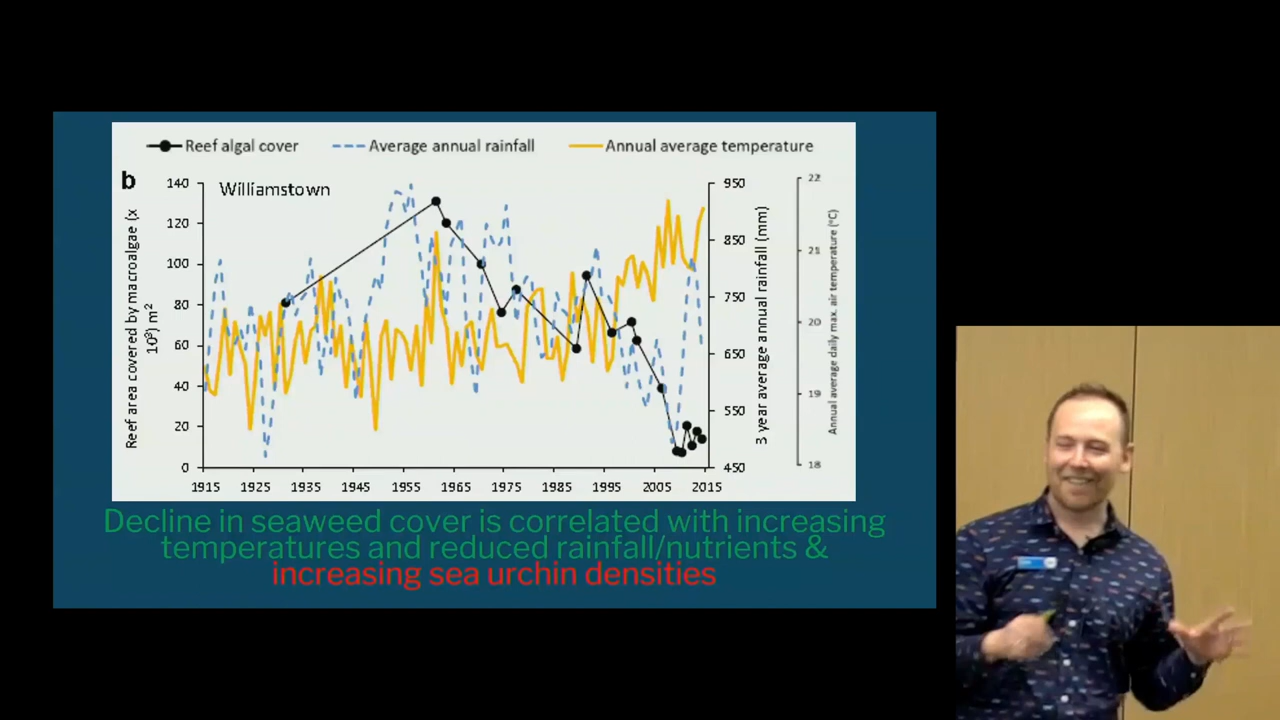 Reef algal cover
Average annual rainfall
Annual average temperature
b
Williamstown
Reef area covered by macroalgae (x
10³) m²
140
120
100
80
60
40
20
0
950
850
750
650
550
450
3 year average annual rainfall (mm)
22
21
20
19
18
Annual average daily max. air temperature (°C)
1915 1925 1935 1945 1955 1965 1975 1985 1995 2005 2015
Decline in seaweed cover is correlated with increasing
temperatures and reduced rainfall/nutrients &
increasing sea urchin densities